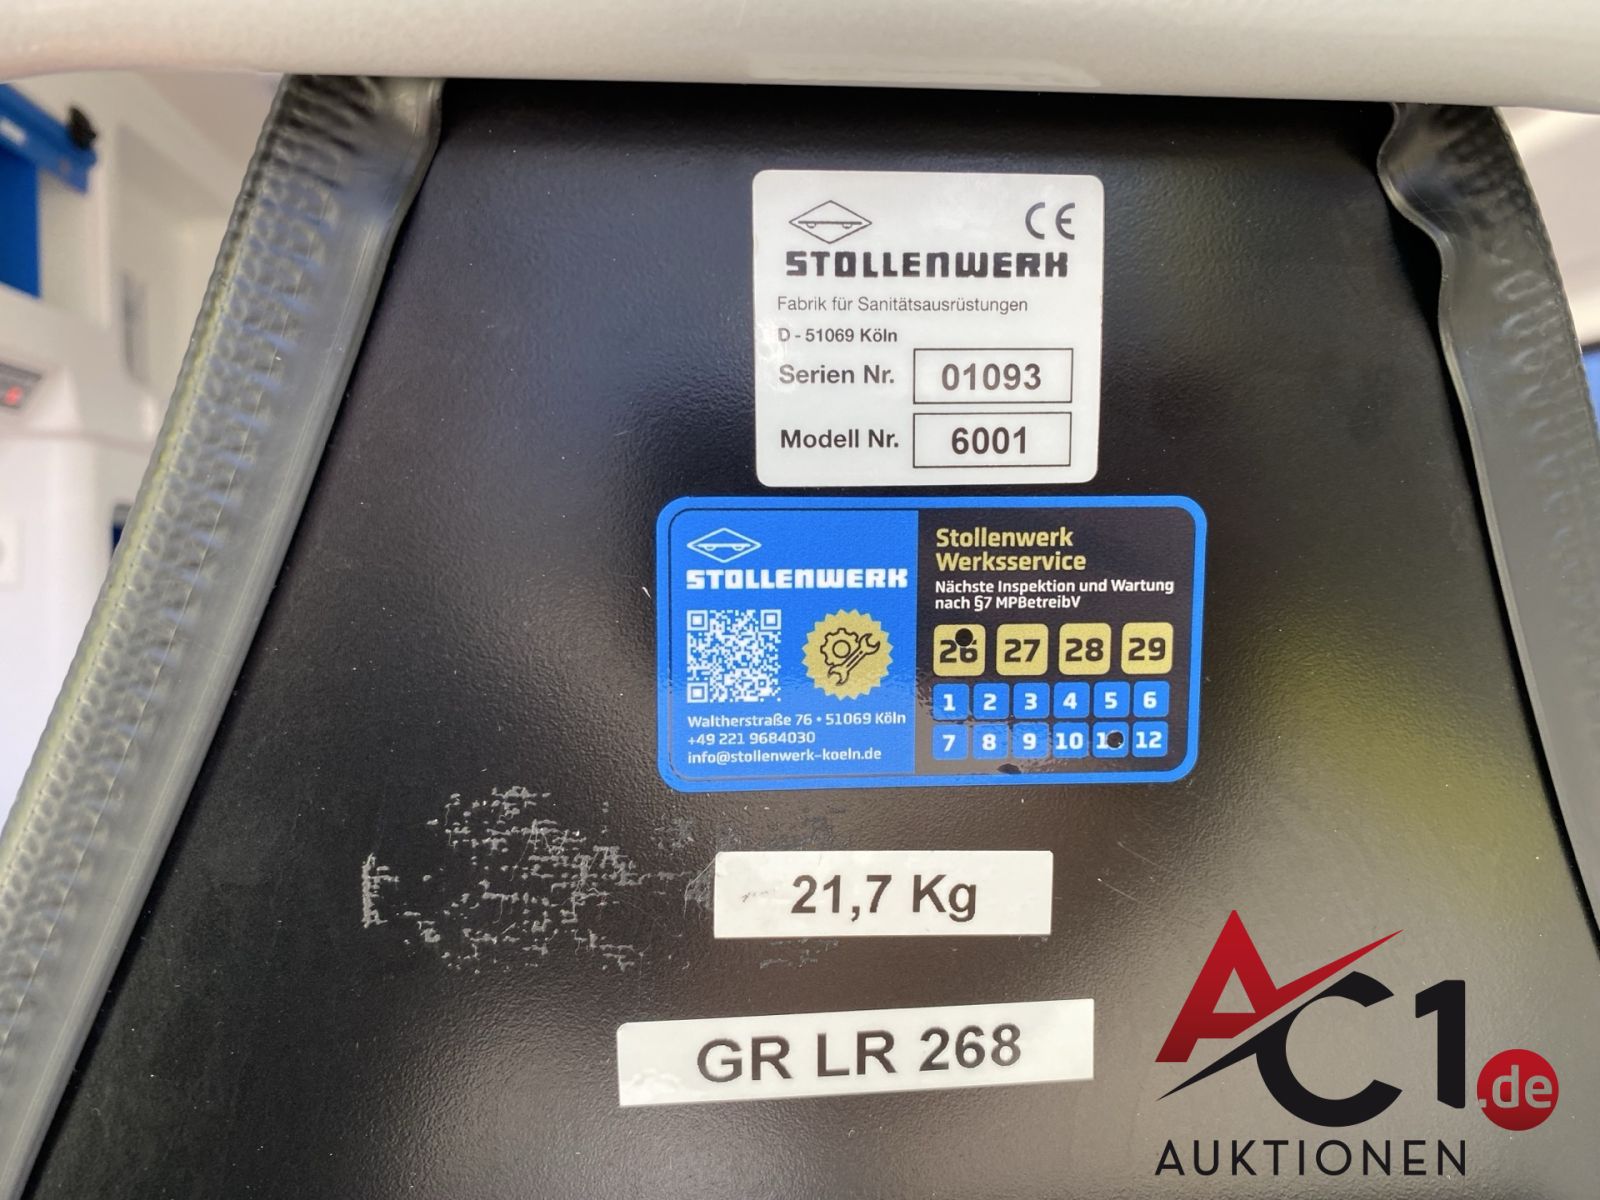 CE
STOLLENWERK
Fabrik für Sanitätsausrüstungen
D - 51069 Köln
Serien Nr. 01093
Modell Nr. 6001
STOLLENWERK
Waltherstraße 76 • 51069 Köln
+49 221 9684030
info@stollenwerk-koeln.de
Stollenwerk
Werksservice
Nächste Inspektion und Wartung
nach §7 MPBetreibV
26 27 28 29
1 2 3 4 5 6
7 8 9 10 1 12
21,7 Kg
GR LR 268
AC1.de
AUKTIONEN